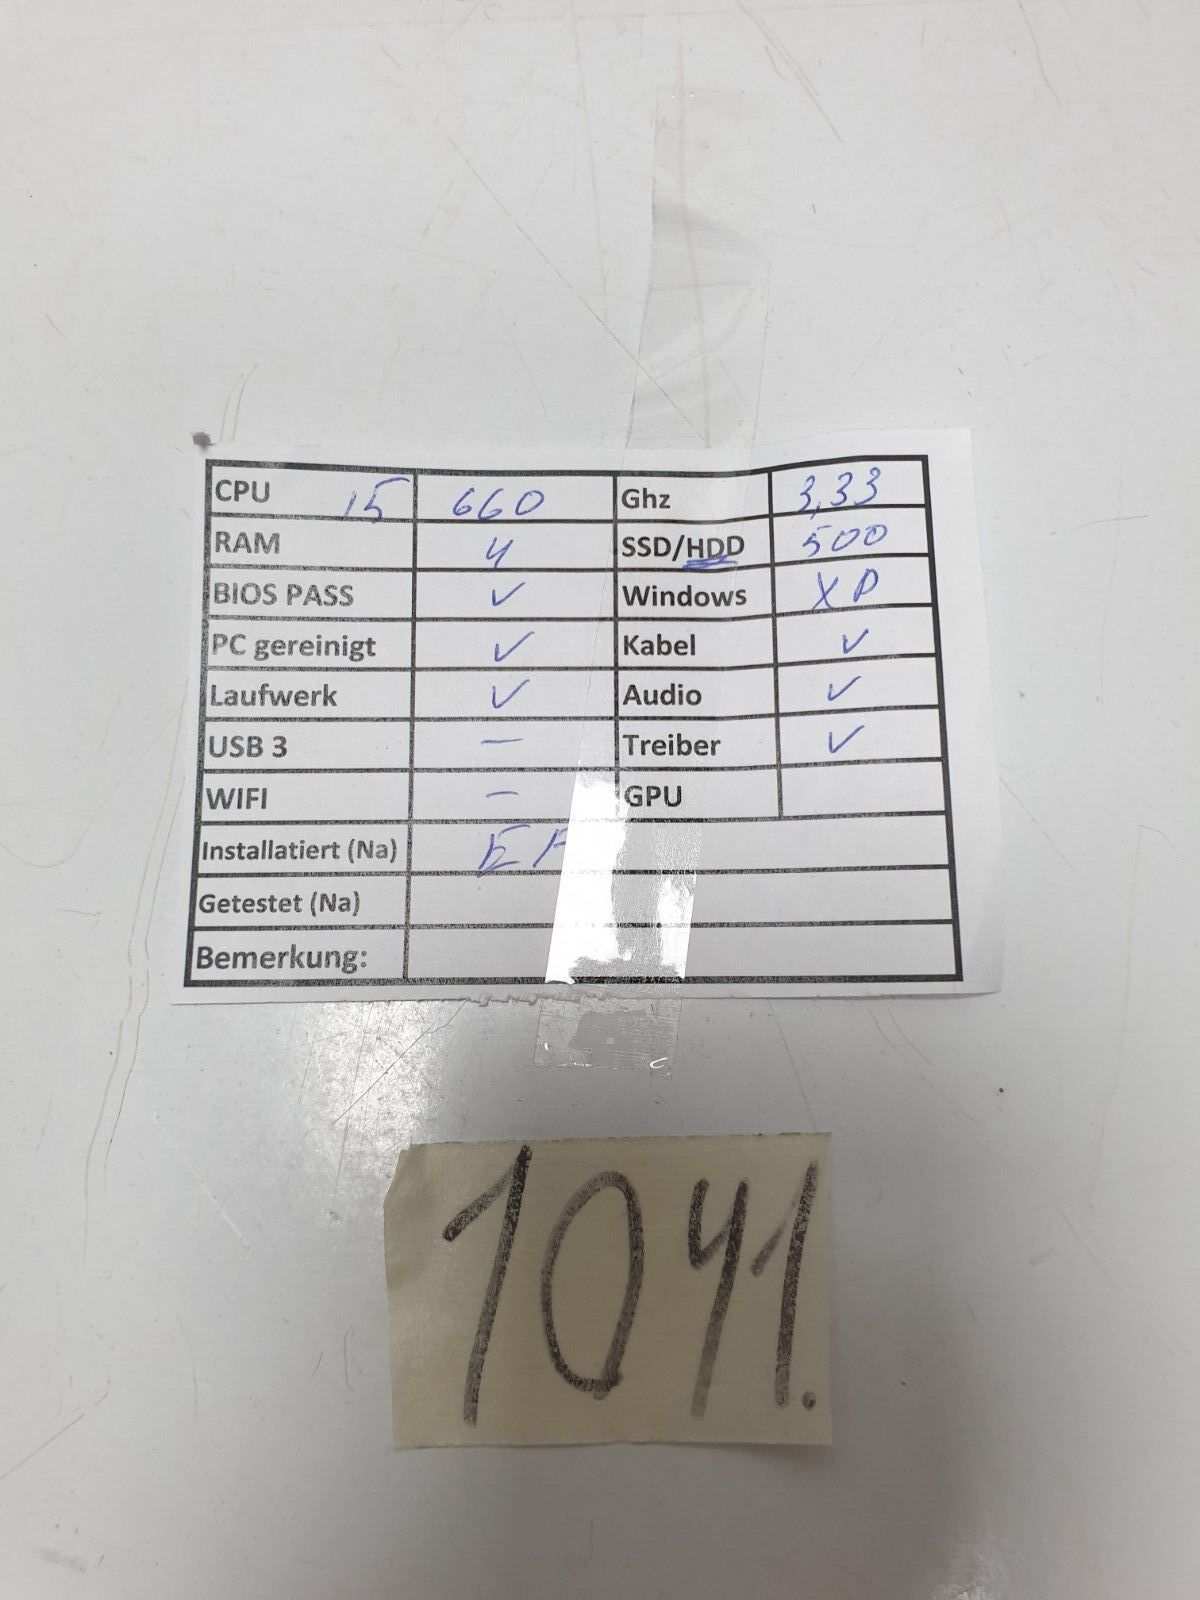 CPU i5 660 Ghz 3,33
RAM 4 SSD/HDD 500
BIOS PASS ✓ Windows XP
PC gereinigt ✓ Kabel ✓
Laufwerk ✓ Audio ✓
USB 3 — Treiber ✓
WIFI — GPU
Installatiert (Na)
Getestet (Na)
Bemerkung:
1041.